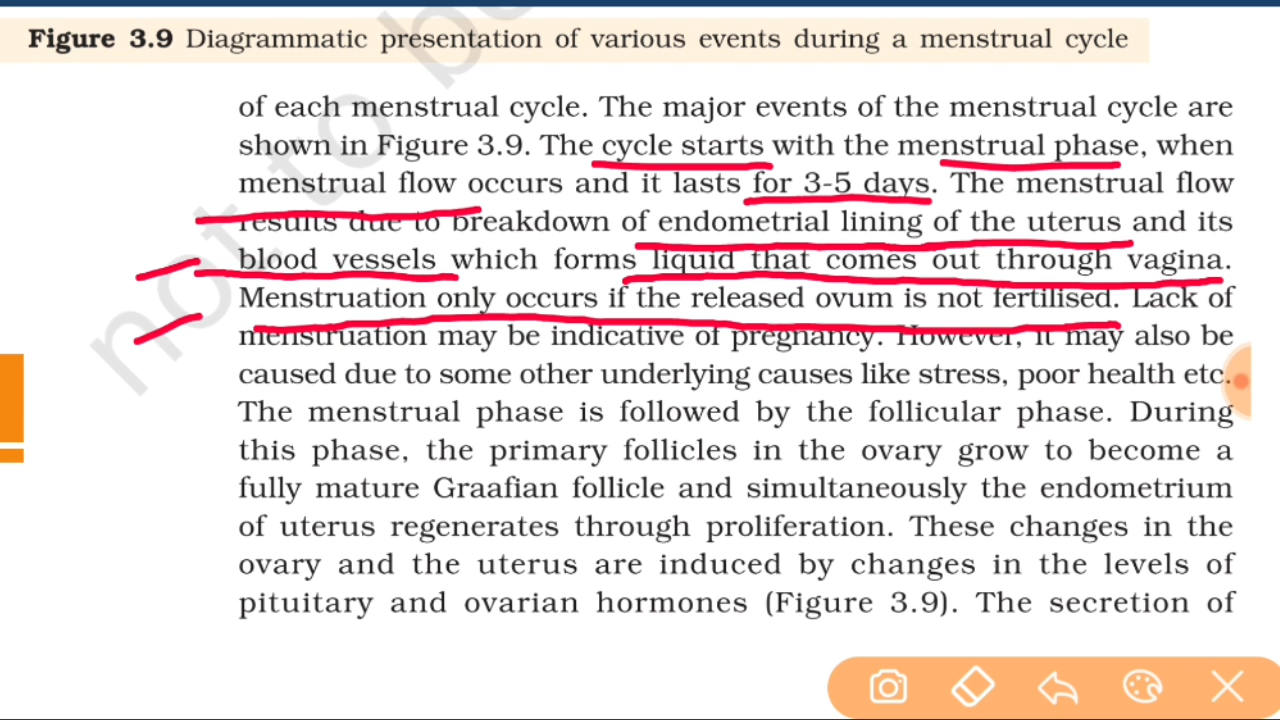 Figure 3.9 Diagrammatic presentation of various events during a menstrual cycle
of each menstrual cycle. The major events of the menstrual cycle are
shown in Figure 3.9. The cycle starts with the menstrual phase, when
menstrual flow occurs and it lasts for 3-5 days. The menstrual flow
results due to breakdown of endometrial lining of the uterus and its
blood vessels which forms liquid that comes out through vagina.
Menstruation only occurs if the released ovum is not fertilised. Lack of
menstruation may be indicative of pregnancy. However, it may also be
caused due to some other underlying causes like stress, poor health etc.
The menstrual phase is followed by the follicular phase. During
this phase, the primary follicles in the ovary grow to become a
fully mature Graafian follicle and simultaneously the endometrium
of uterus regenerates through proliferation. These changes in the
ovary and the uterus are induced by changes in the levels of
pituitary and ovarian hormones (Figure 3.9). The secretion of
not to b